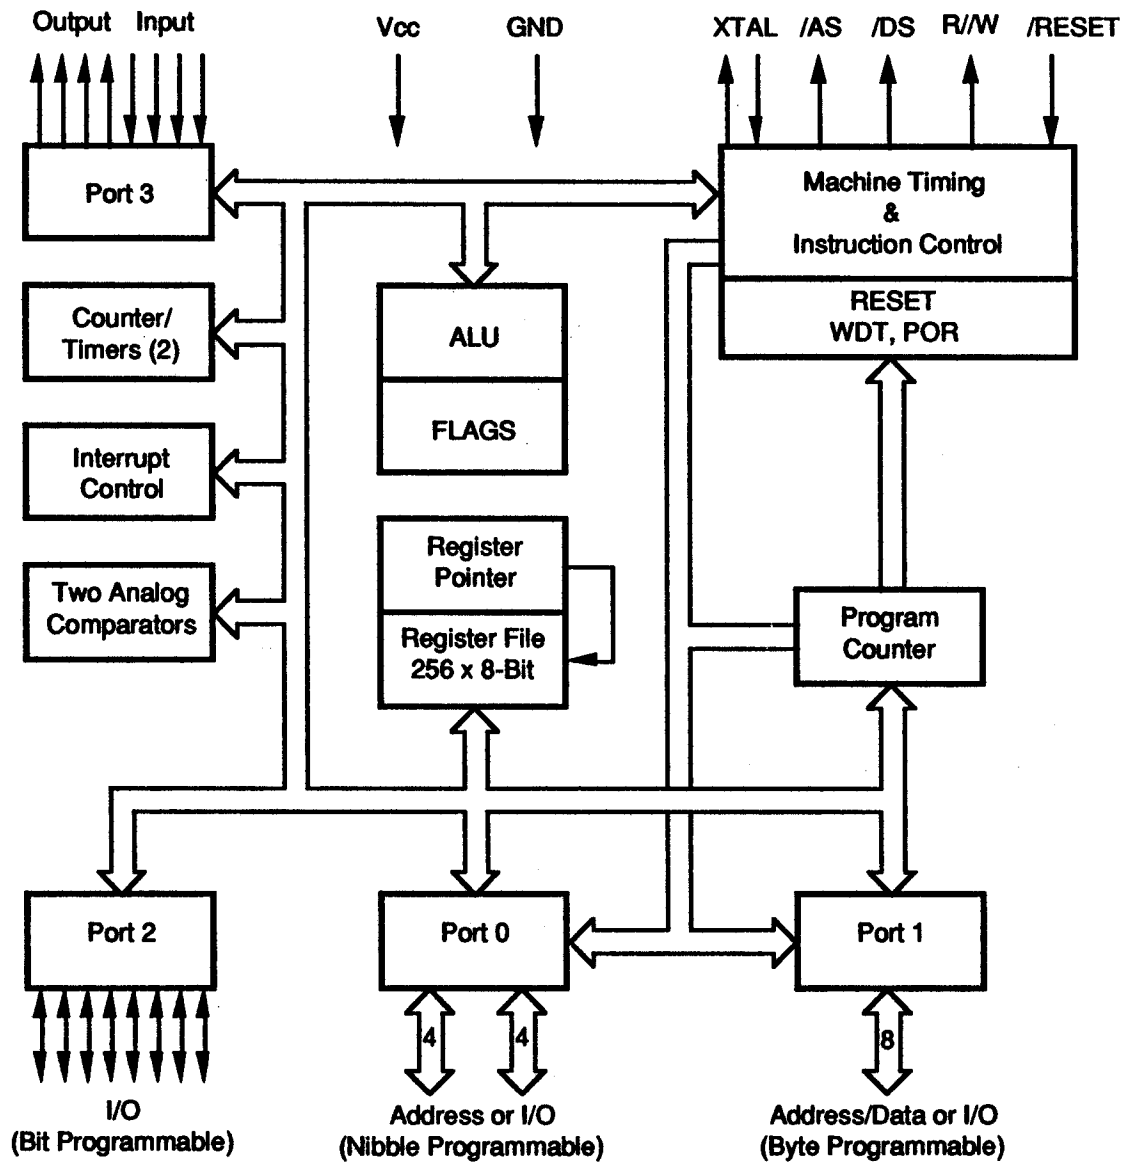 Output Input Vcc GND XTAL /AS /DS R//W /RESET
Port 3
Machine Timing
&
Instruction Control
RESET
WDT, POR
Counter/
Timers (2)
ALU
FLAGS
Interrupt
Control
Two Analog
Comparators
Register
Pointer
Register File
256 x 8-Bit
Program
Counter
Port 2
Port 0
Port 1
4
4
8
I/O
(Bit Programmable)
Address or I/O
(Nibble Programmable)
Address/Data or I/O
(Byte Programmable)